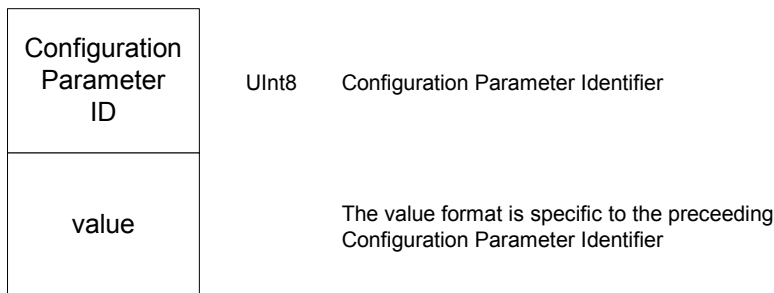 Configuration
Parameter
ID
UInt8
Configuration Parameter Identifier
value
The value format is specific to the preceeding
Configuration Parameter Identifier